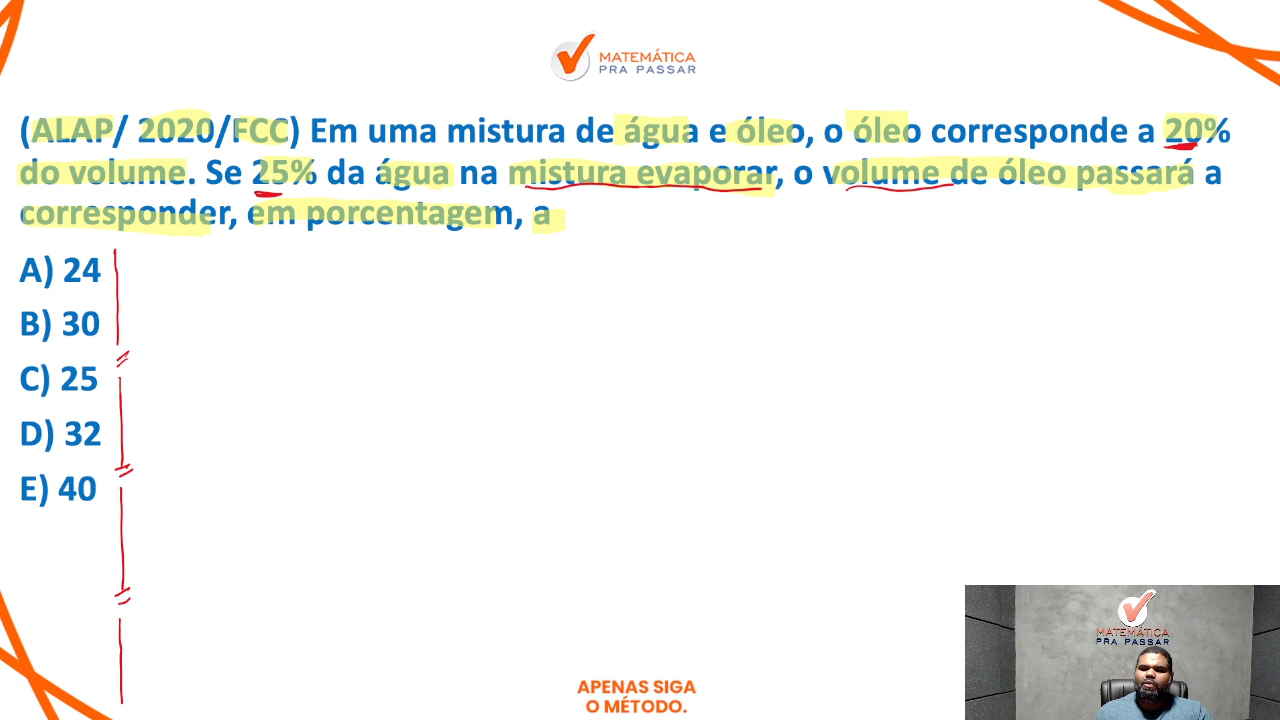 MATEMÁTICA
PRA PASSAR
(ALAP/ 2020/FCC) Em uma mistura de água e óleo, o óleo corresponde a 20%
do volume. Se 25% da água na mistura evaporar, o volume de óleo passará a
corresponder, em porcentagem, a
A) 24
B) 30
C) 25
D) 32
E) 40
MATEMÁTICA
PRA PASSAR
APENAS SIGA
O MÉTODO.